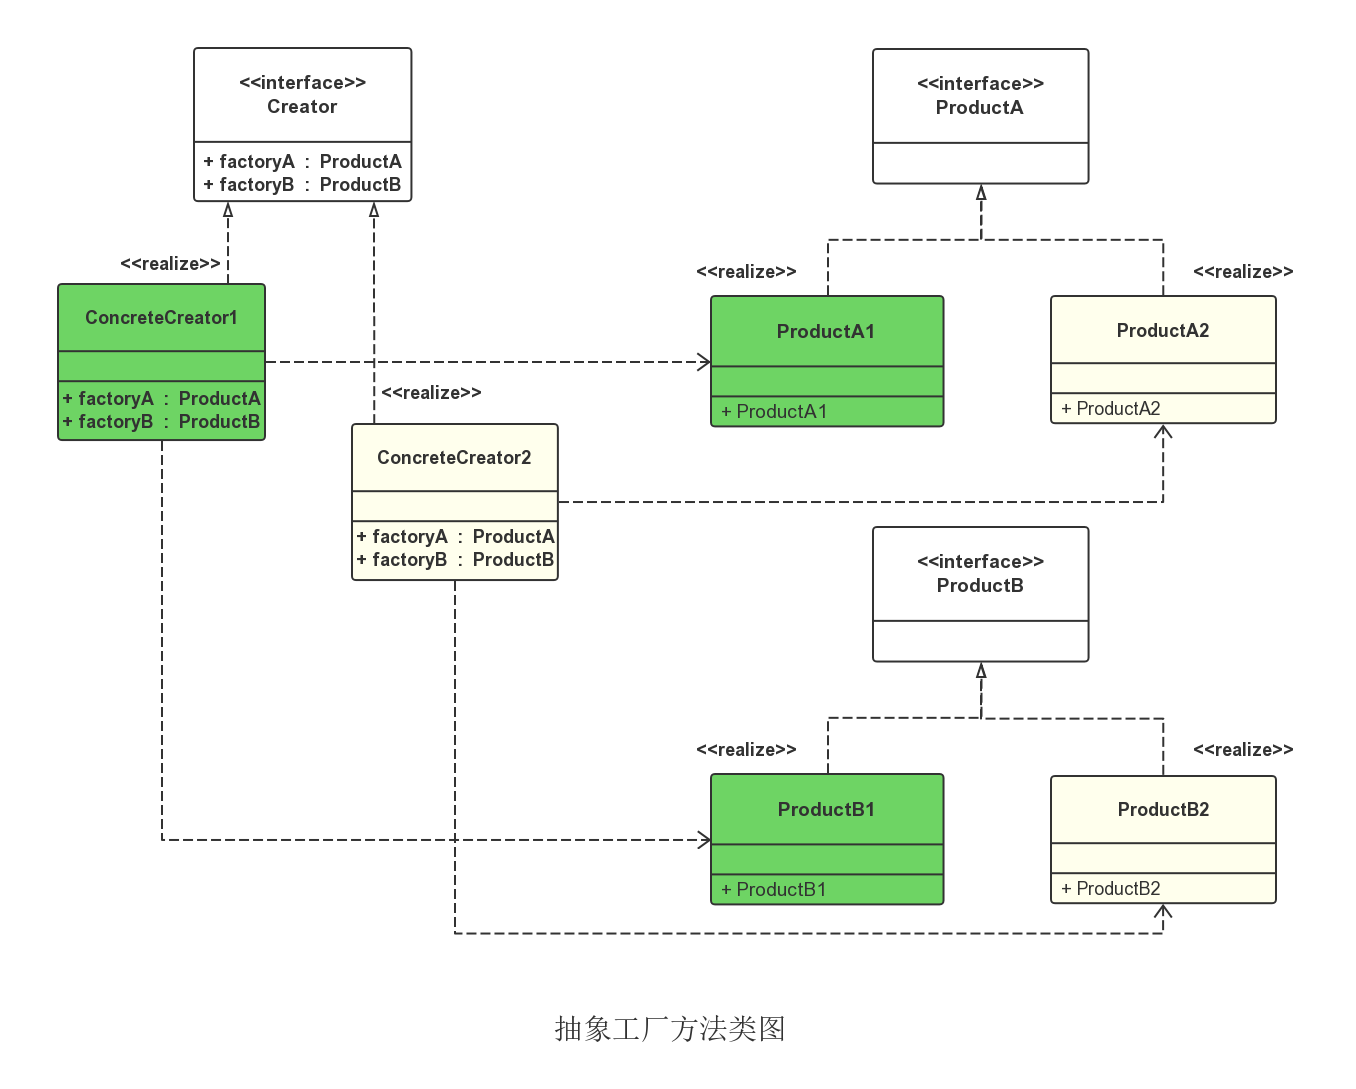 <<interface>>
Creator
+ factoryA : ProductA
+ factoryB : ProductB
<<interface>>
ProductA
<<realize>>
<<realize>>
<<realize>>
ConcreteCreator1
+ factoryA : ProductA
+ factoryB : ProductB
ProductA1
+ ProductA1
ProductA2
+ ProductA2
<<realize>>
ConcreteCreator2
+ factoryA : ProductA
+ factoryB : ProductB
<<interface>>
ProductB
<<realize>>
<<realize>>
ProductB1
+ ProductB1
ProductB2
+ ProductB2
抽象工厂方法类图